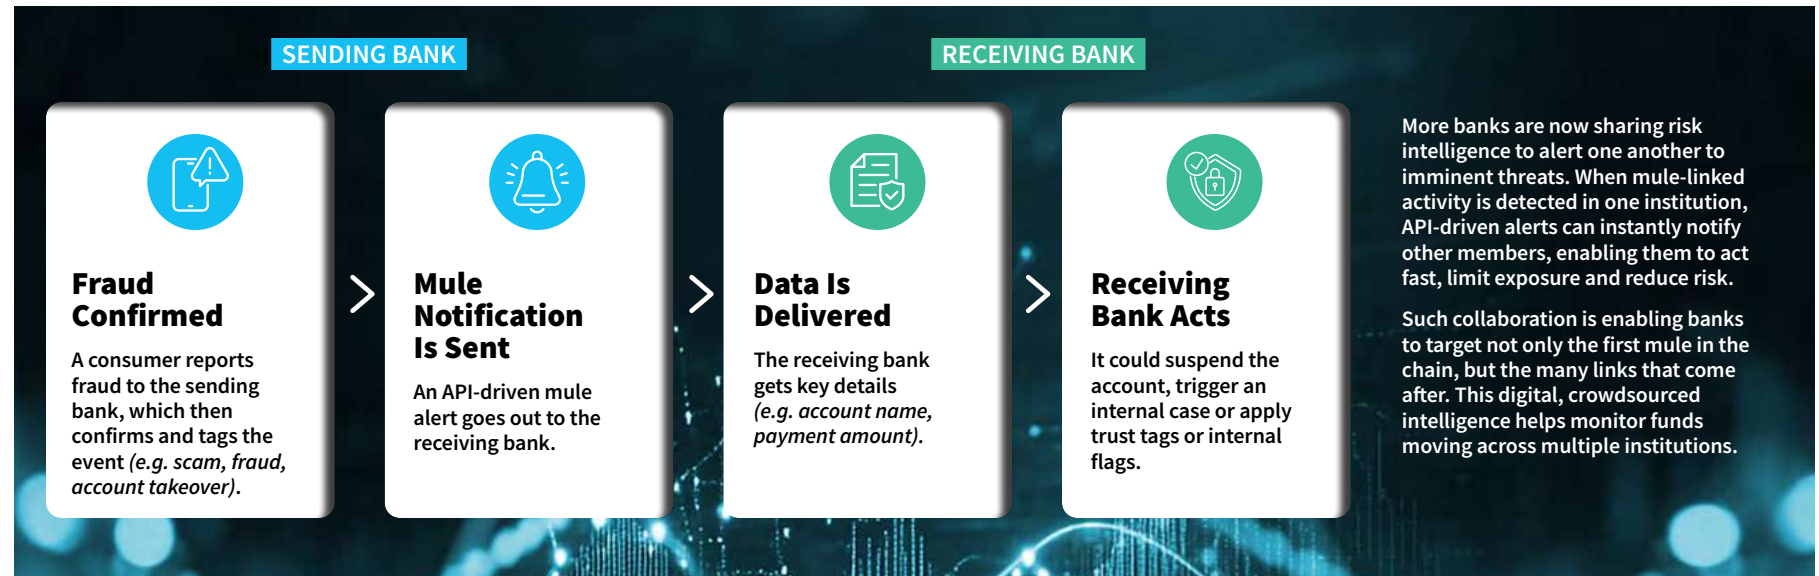 SENDING BANK
RECEIVING BANK
Fraud
Confirmed
A consumer reports
fraud to the sending
bank, which then
confirms and tags the
event (e.g. scam, fraud,
account takeover).
Mule
Notification
Is Sent
An API-driven mule
alert goes out to the
receiving bank.
Data Is
Delivered
The receiving bank
gets key details
(e.g. account name,
payment amount).
Receiving
Bank Acts
It could suspend the
account, trigger an
internal case or apply
trust tags or internal
flags.
More banks are now sharing risk
intelligence to alert one another to
imminent threats. When mule-linked
activity is detected in one institution,
API-driven alerts can instantly notify
other members, enabling them to act
fast, limit exposure and reduce risk.
Such collaboration is enabling banks
to target not only the first mule in the
chain, but the many links that come
after. This digital, crowdsourced
intelligence helps monitor funds
moving across multiple institutions.